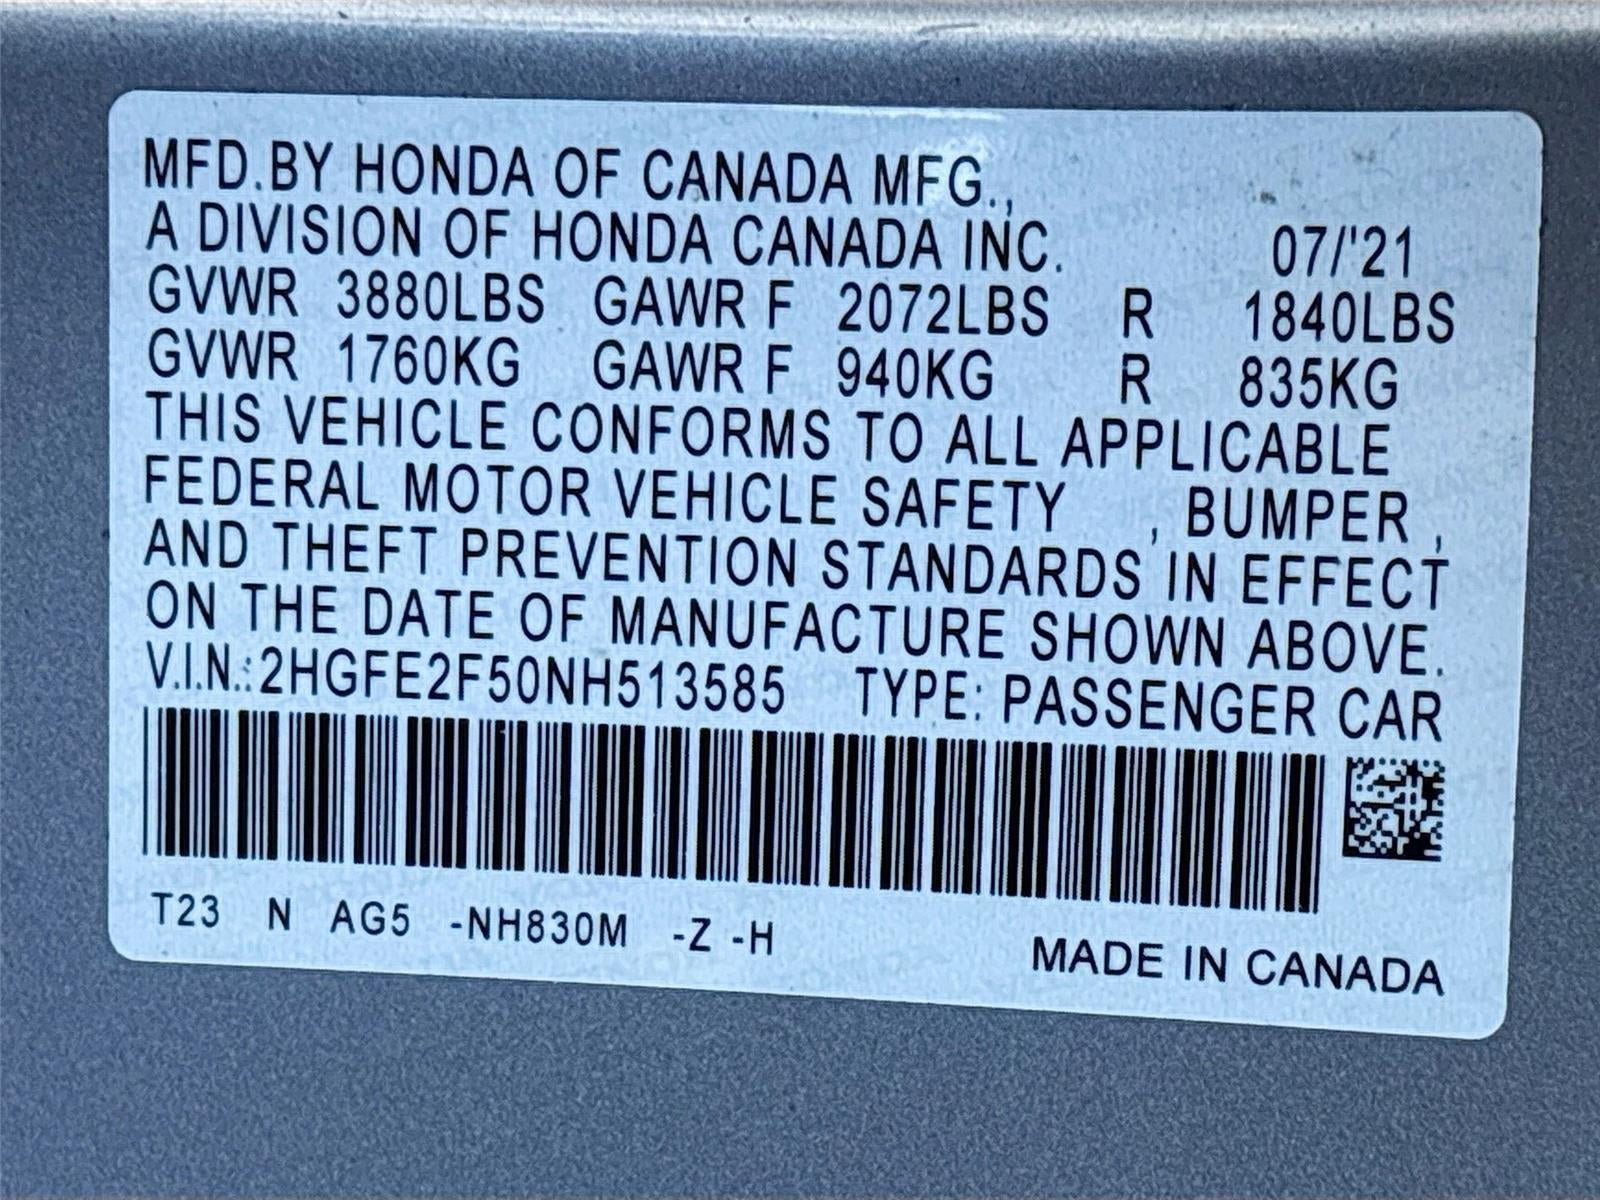 MFD.BY HONDA OF CANADA MFG.,
A DIVISION OF HONDA CANADA INC. 07/'21
GVWR 3880LBS GAWR F 2072LBS R 1840LBS
GVWR 1760KG GAWR F 940KG R 835KG
THIS VEHICLE CONFORMS TO ALL APPLICABLE
FEDERAL MOTOR VEHICLE SAFETY , BUMPER ,
AND THEFT PREVENTION STANDARDS IN EFFECT
ON THE DATE OF MANUFACTURE SHOWN ABOVE.
V.I.N.:2HGFE2F50NH513585 TYPE: PASSENGER CAR
T23 N AG5 -NH830M -Z -H
MADE IN CANADA